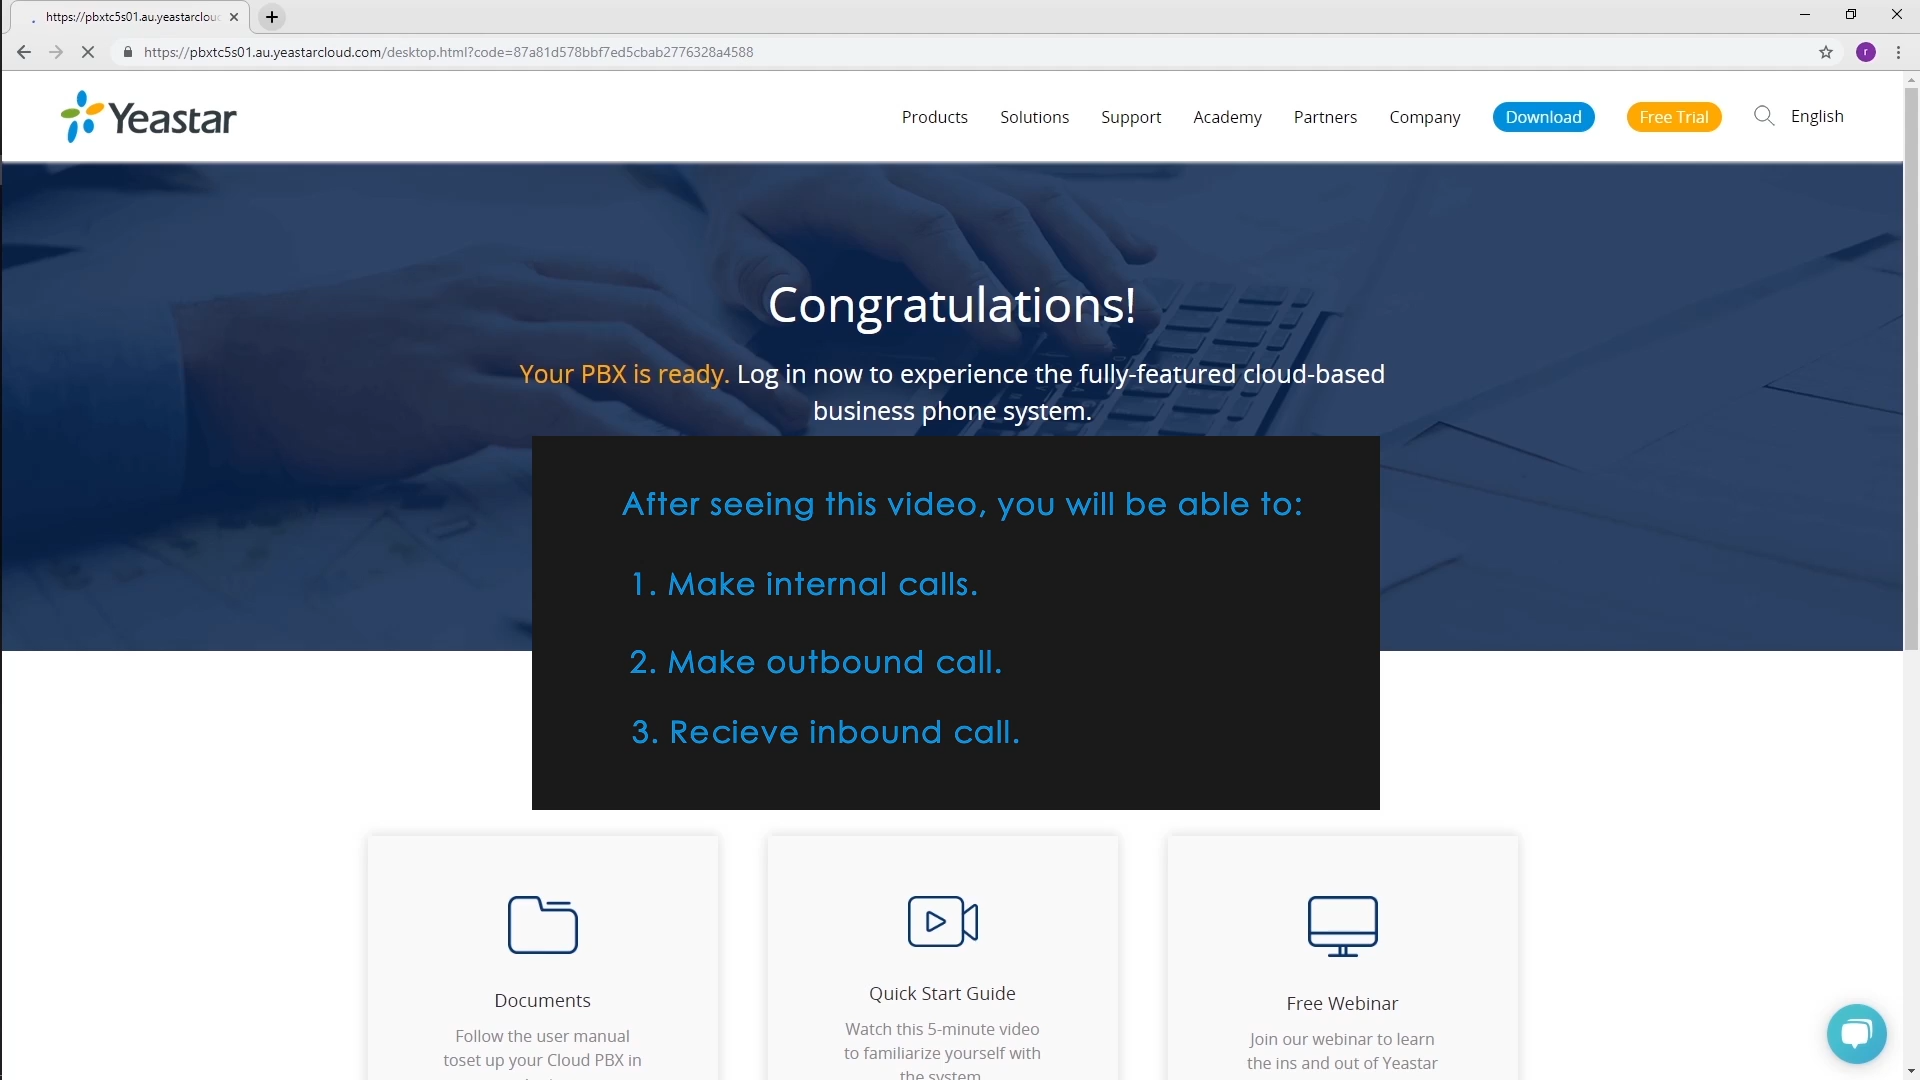 https://pbxtc5s01.au.yeastarclou
https://pbxtc5s01.au.yeastarcloud.com/desktop.html?code=87a81d578bbf7ed5cbab2776328a4588
r
Yeastar
Products Solutions Support Academy Partners Company Download Free Trial English
Congratulations!
Your PBX is ready. Log in now to experience the fully-featured cloud-based
business phone system.
After seeing this video, you will be able to:
1. Make internal calls.
2. Make outbound call.
3. Recieve inbound call.
Documents
Follow the user manual
toset up your Cloud PBX in
Quick Start Guide
Watch this 5-minute video
to familiarize yourself with
the system
Free Webinar
Join our webinar to learn
the ins and out of Yeastar